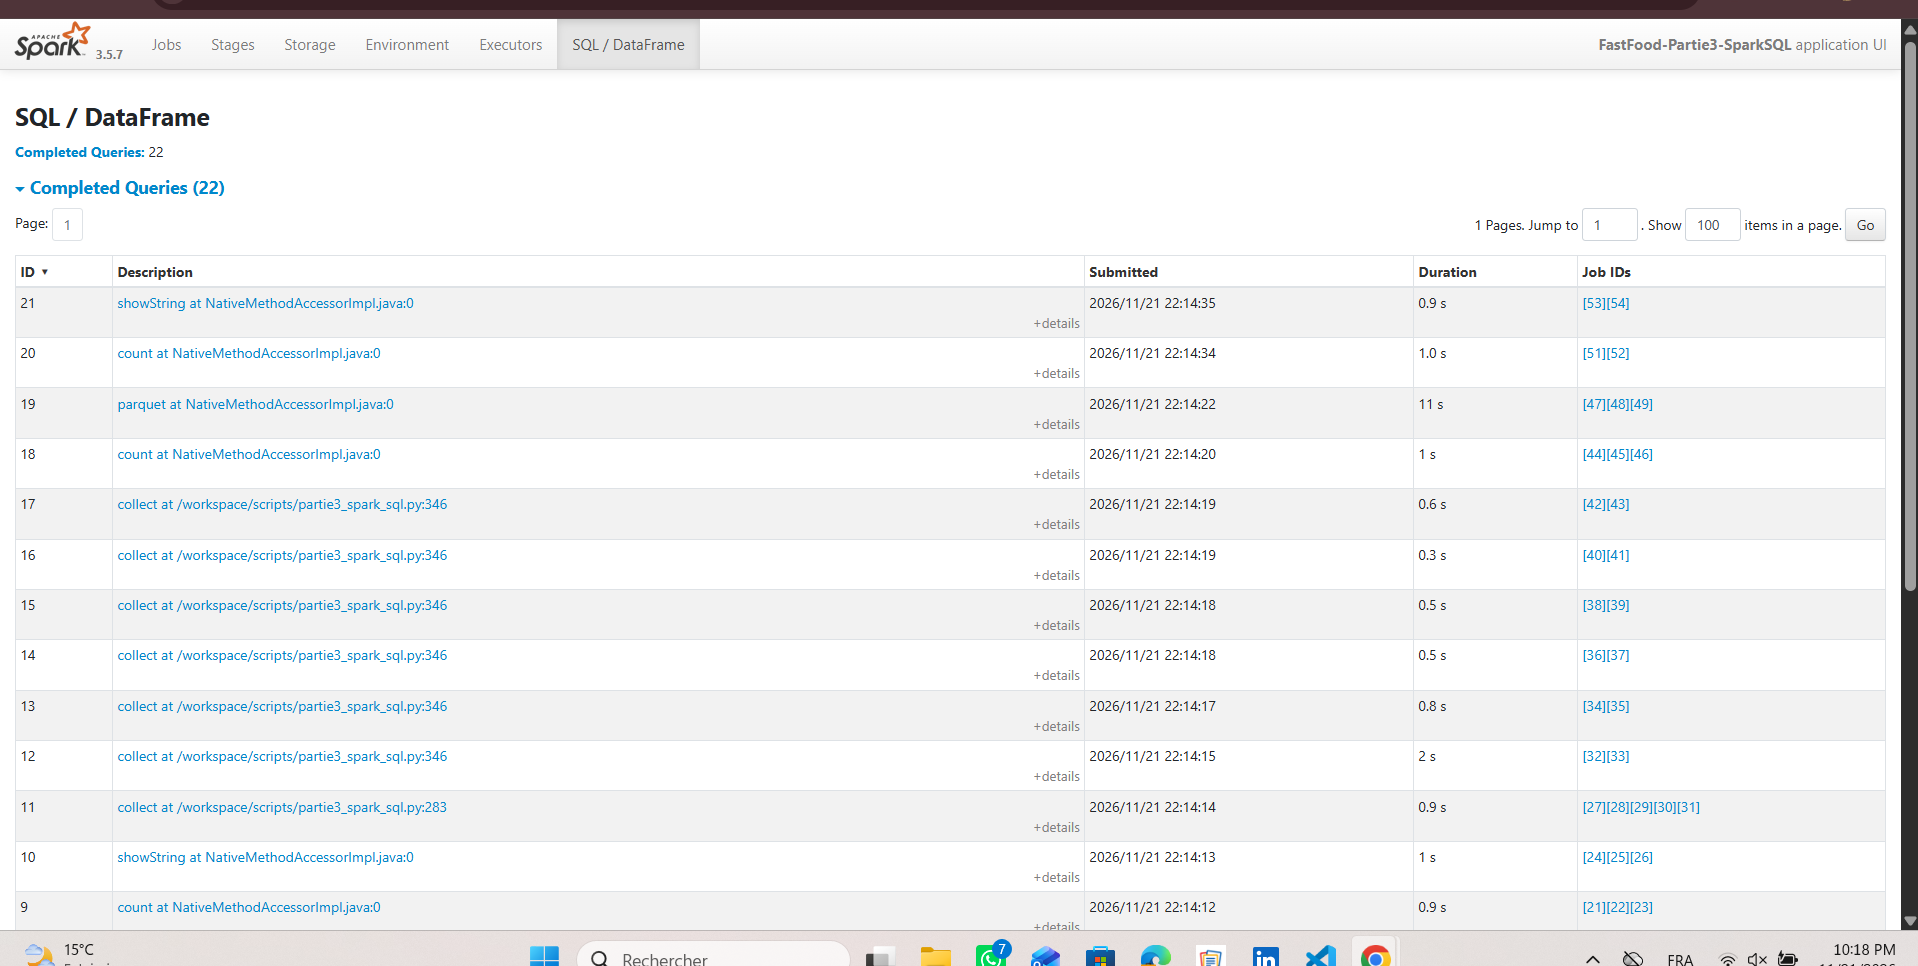 APACHE
Spark 3.5.7 Jobs Stages Storage Environment Executors SQL / DataFrame FastFood-Partie3-SparkSQL application UI
SQL / DataFrame
Completed Queries: 22
Completed Queries (22)
Page: 1 1 Pages. Jump to 1 . Show 100 items in a page. Go
ID Description Submitted Duration Job IDs
21 showString at NativeMethodAccessorImpl.java:0 2026/11/21 22:14:35 0.9 s [53][54]
+details
20 count at NativeMethodAccessorImpl.java:0 2026/11/21 22:14:34 1.0 s [51][52]
+details
19 parquet at NativeMethodAccessorImpl.java:0 2026/11/21 22:14:22 11 s [47][48][49]
+details
18 count at NativeMethodAccessorImpl.java:0 2026/11/21 22:14:20 1 s [44][45][46]
+details
17 collect at /workspace/scripts/partie3_spark_sql.py:346 2026/11/21 22:14:19 0.6 s [42][43]
+details
16 collect at /workspace/scripts/partie3_spark_sql.py:346 2026/11/21 22:14:19 0.3 s [40][41]
+details
15 collect at /workspace/scripts/partie3_spark_sql.py:346 2026/11/21 22:14:18 0.5 s [38][39]
+details
14 collect at /workspace/scripts/partie3_spark_sql.py:346 2026/11/21 22:14:18 0.5 s [36][37]
+details
13 collect at /workspace/scripts/partie3_spark_sql.py:346 2026/11/21 22:14:17 0.8 s [34][35]
+details
12 collect at /workspace/scripts/partie3_spark_sql.py:346 2026/11/21 22:14:15 2 s [32][33]
+details
11 collect at /workspace/scripts/partie3_spark_sql.py:283 2026/11/21 22:14:14 0.9 s [27][28][29][30][31]
+details
10 showString at NativeMethodAccessorImpl.java:0 2026/11/21 22:14:13 1 s [24][25][26]
+details
9 count at NativeMethodAccessorImpl.java:0 2026/11/21 22:14:12 0.9 s [21][22][23]
+details
15°C 7 Rechercher FRA 10:18 PM